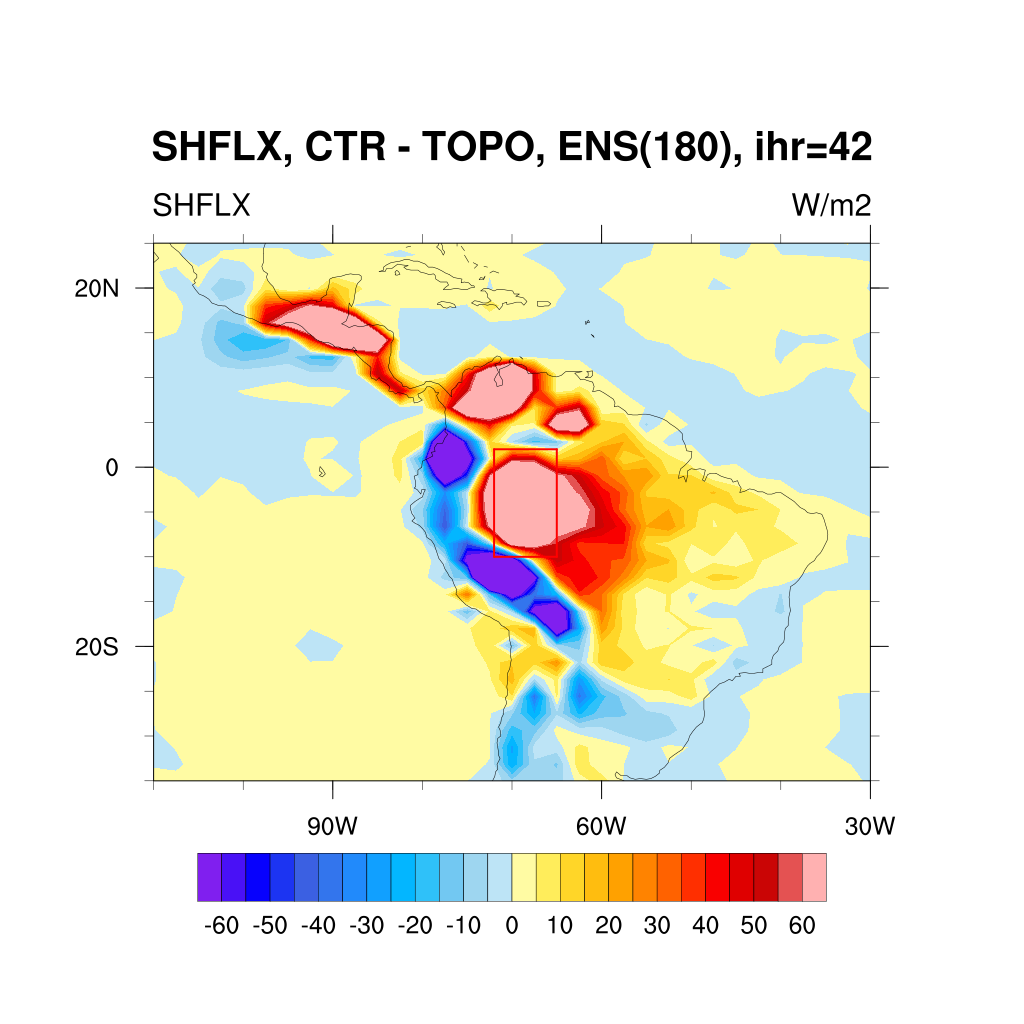 SHFLX, CTR - TOPO, ENS(180), ihr=42
SHFLX W/m2
20N
0
20S
90W 60W 30W
-60 -50 -40 -30 -20 -10 0 10 20 30 40 50 60